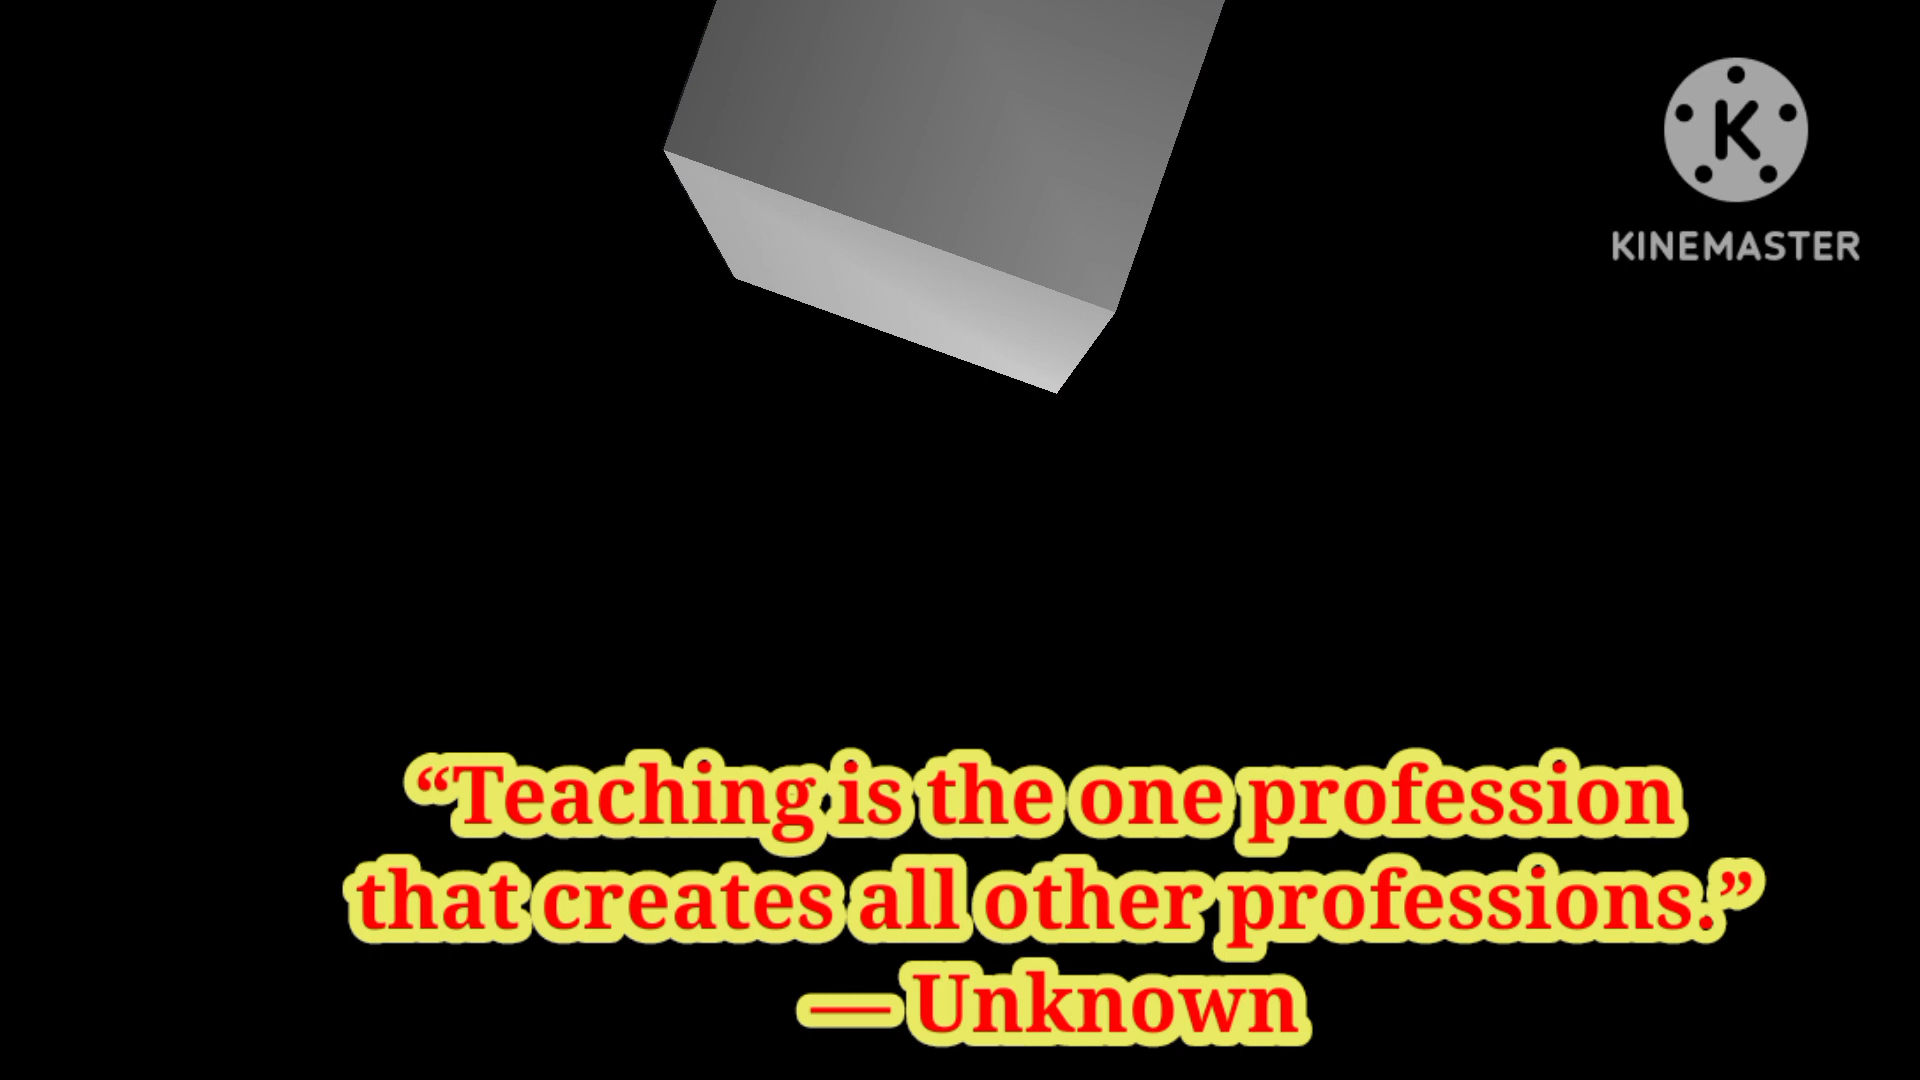 K
KINEMASTER
“Teaching is the one profession
that creates all other professions.”
— Unknown